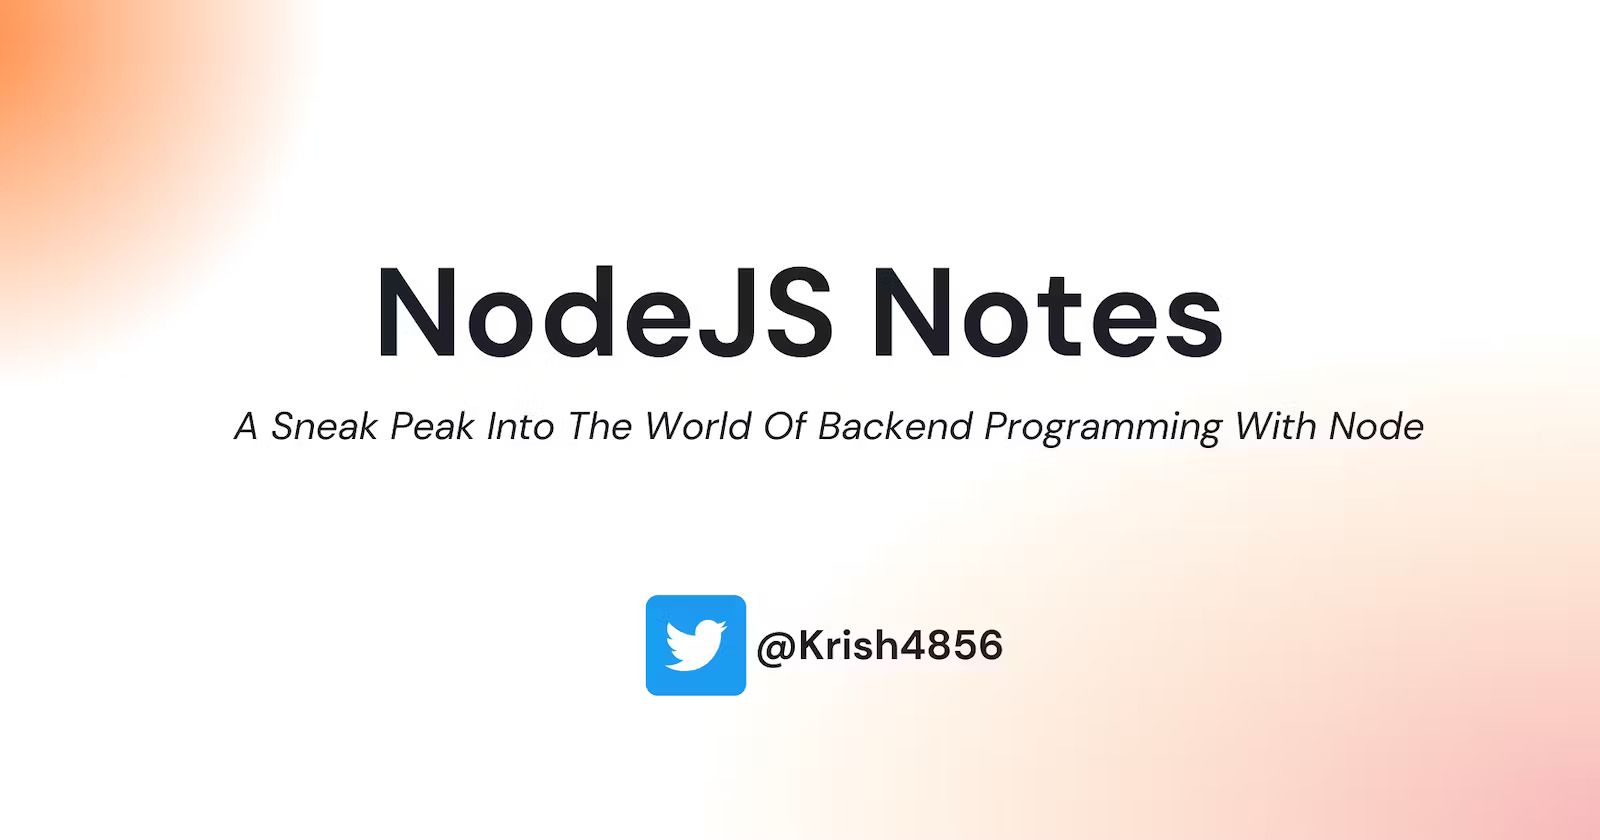 NodeJS Notes
A Sneak Peak Into The World Of Backend Programming With Node
@Krish4856